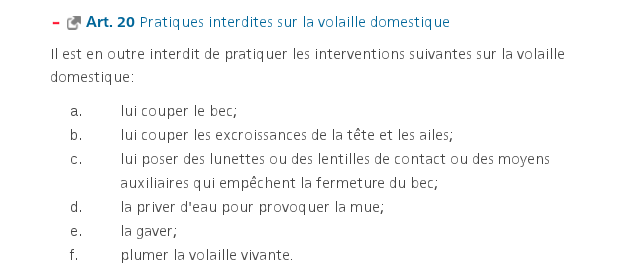 – Art. 20 Pratiques interdites sur la volaille domestique
Il est en outre interdit de pratiquer les interventions suivantes sur la volaille
domestique:
a. lui couper le bec;
b. lui couper les excroissances de la tête et les ailes;
c. lui poser des lunettes ou des lentilles de contact ou des moyens
auxiliaires qui empêchent la fermeture du bec;
d. la priver d'eau pour provoquer la mue;
e. la gaver;
f. plumer la volaille vivante.